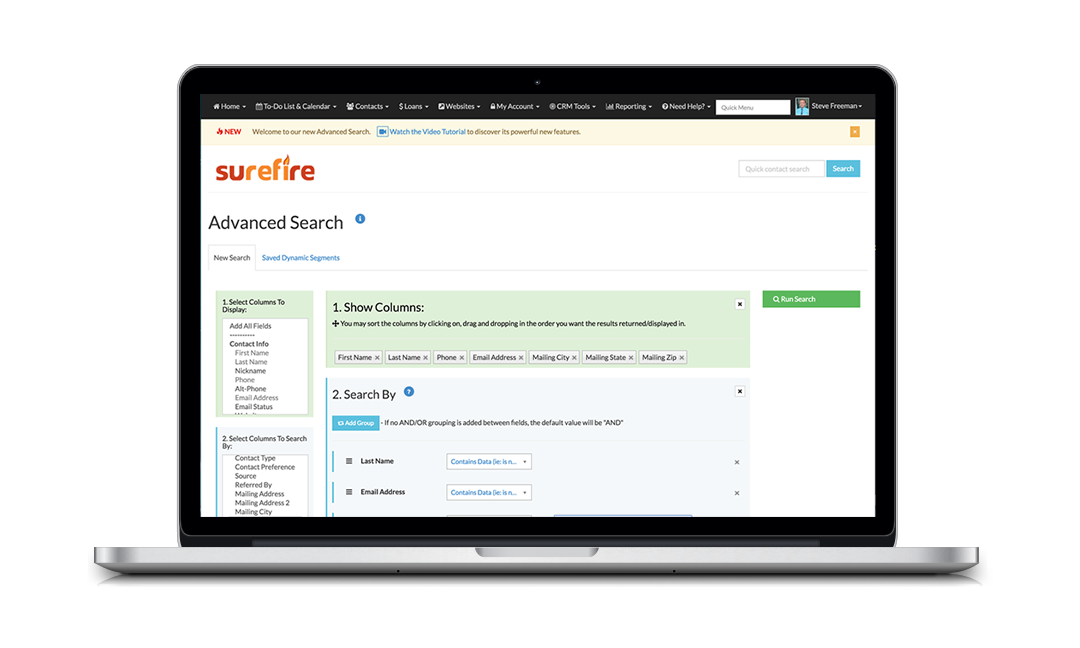 Home To-Do List & Calendar Contacts $ Loans Websites My Account CRM Tools Reporting Need Help? Quick Menu Steve Freeman
NEW Welcome to our new Advanced Search. Watch the Video Tutorial to discover its powerful new features. ×
surefire
Quick contact search Search
Advanced Search i
New Search Saved Dynamic Segments
1. Select Columns To
Display:
Add All Fields
----------
Contact Info
First Name
Last Name
Nickname
Phone
Alt-Phone
Email Address
Email Status
1. Show Columns: ×
You may sort the columns by clicking on, drag and dropping in the order you want the results returned/displayed in.
First Name × Last Name × Phone × Email Address × Mailing City × Mailing State × Mailing Zip ×
Run Search
2. Select Columns To Search
By:
Contact Type
Contact Preference
Source
Referred By
Mailing Address
Mailing Address 2
Mailing City
2. Search By ? ×
Add Group - If no AND/OR grouping is added between fields, the default value will be "AND"
Last Name Contains Data (ie: is n... ×
Email Address Contains Data (ie: is n... ×